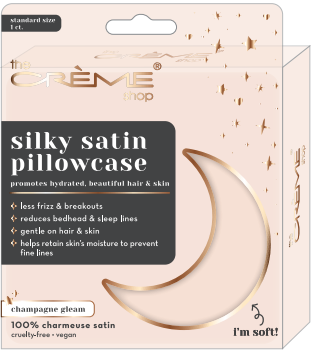 standard size
1 ct.
the
CRÈME®
shop
silky satin
pillowcase
promotes hydrated, beautiful hair & skin
less frizz & breakouts
reduces bedhead & sleep lines
gentle on hair & skin
helps retain skin's moisture to prevent
fine lines
champagne gleam
100% charmeuse satin
cruelty-free • vegan
i'm soft!